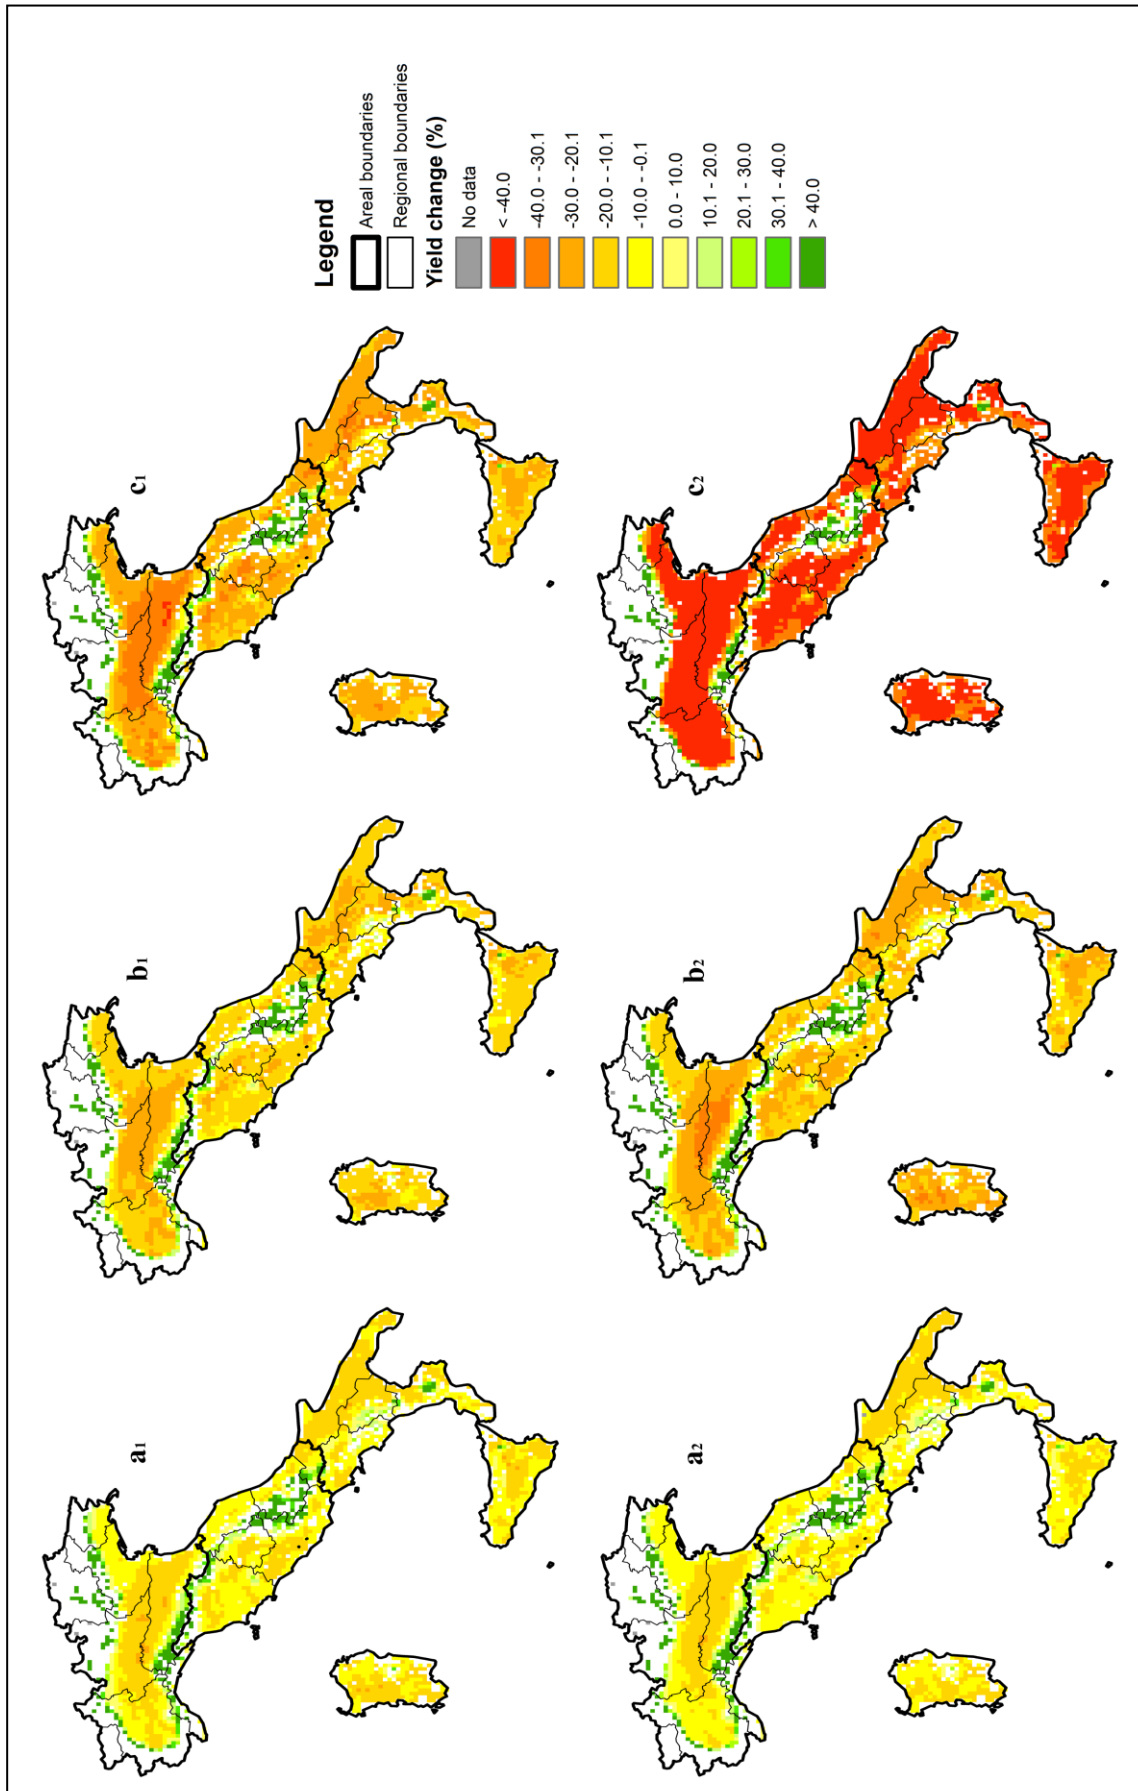 a₁
b₁
c₁
a₂
b₂
c₂
Legend
Areal boundaries
Regional boundaries
Yield change (%)
No data
< -40.0
-40.0 - -30.1
-30.0 - -20.1
-20.0 - -10.1
-10.0 - -0.1
0.0 - 10.0
10.1 - 20.0
20.1 - 30.0
30.1 - 40.0
> 40.0